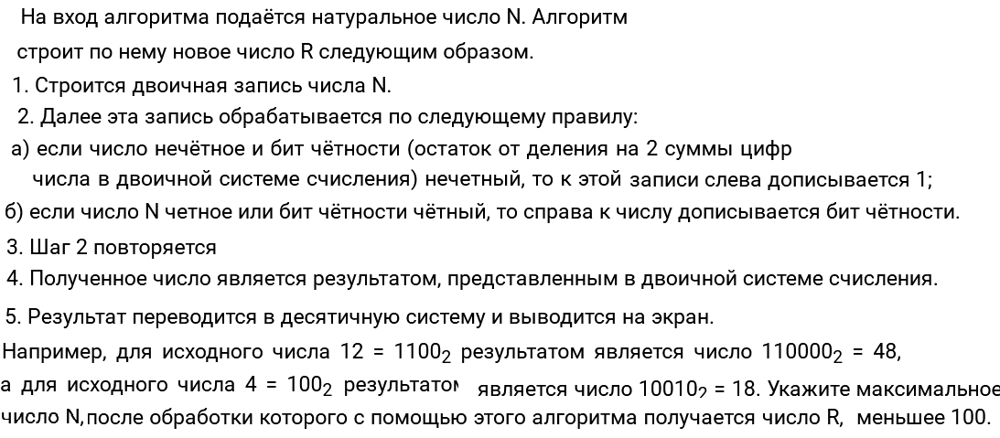 На вход алгоритма подаётся натуральное число N. Алгоритм
строит по нему новое число R следующим образом.
1. Строится двоичная запись числа N.
2. Далее эта запись обрабатывается по следующему правилу:
а) если число нечётное и бит чётности (остаток от деления на 2 суммы цифр
числа в двоичной системе счисления) нечетный, то к этой записи слева дописывается 1;
б) если число N четное или бит чётности чётный, то справа к числу дописывается бит чётности.
3. Шаг 2 повторяется
4. Полученное число является результатом, представленным в двоичной системе счисления.
5. Результат переводится в десятичную систему и выводится на экран.
Например, для исходного числа 12 = 1100₂ результатом является число 110000₂ = 48,
а для исходного числа 4 = 100₂ результатом является число 10010₂ = 18. Укажите максимальное
число N, после обработки которого с помощью этого алгоритма получается число R, меньшее 100.